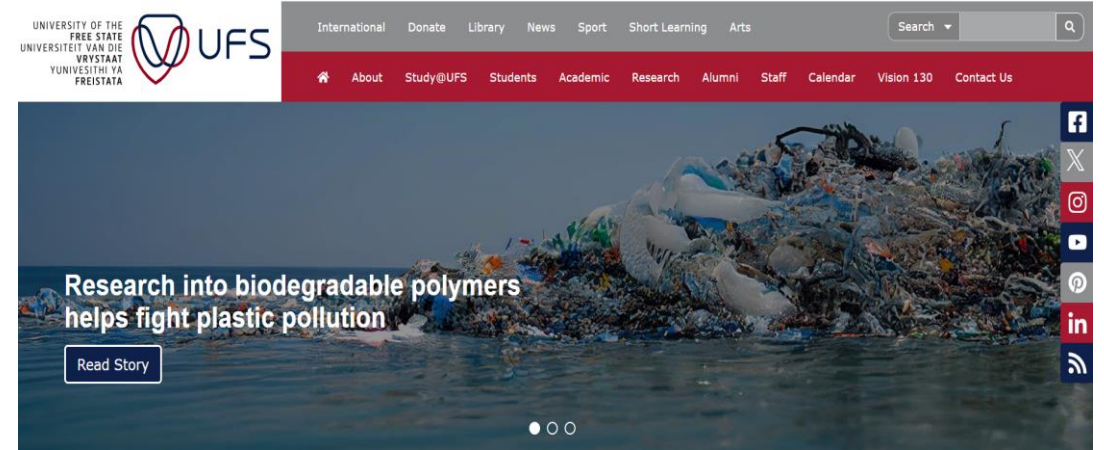 UNIVERSITY OF THE
FREE STATE
UNIVERSITEIT VAN DIE
VRYSTAAT
YUNIVESITHI YA
FREISTATA
UFS
International Donate Library News Sport Short Learning Arts
Search
About Study@UFS Students Academic Research Alumni Staff Calendar Vision 130 Contact Us
Research into biodegradable polymers
helps fight plastic pollution
Read Story